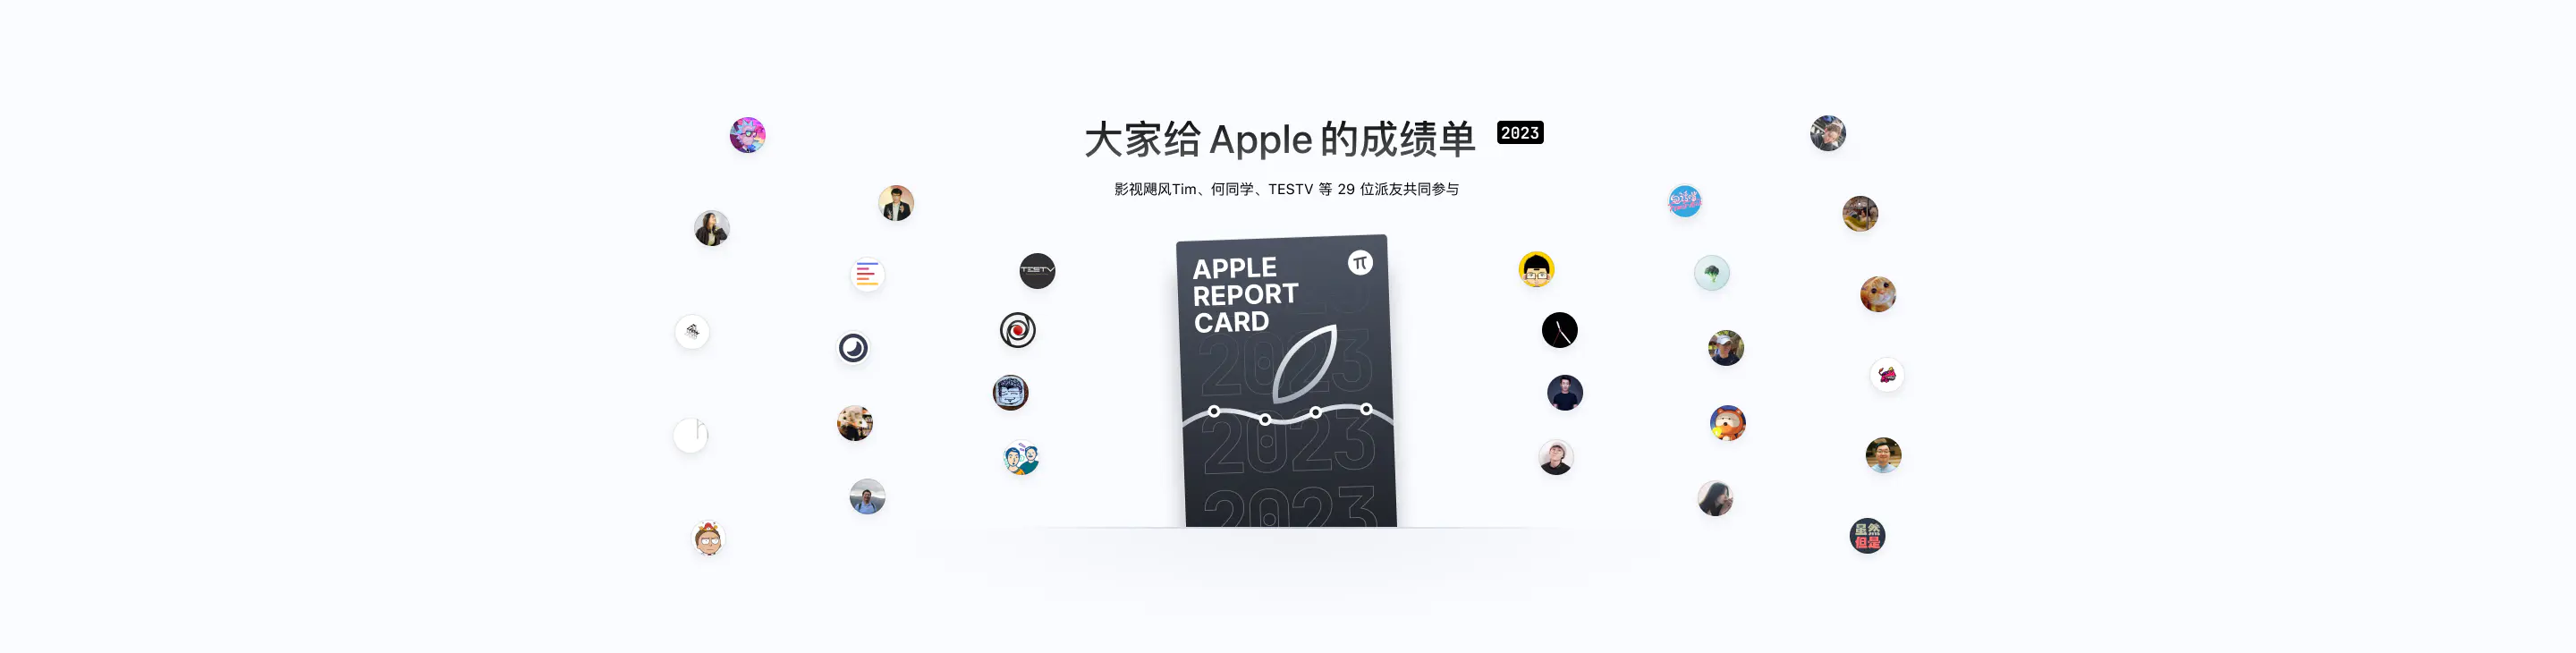 大家给 Apple 的成绩单 2023
影视飓风Tim、何同学、TESTV 等 29 位派友共同参与
APPLE
REPORT
CARD
π
2023
2023
2023
TESTV
虽然
但是